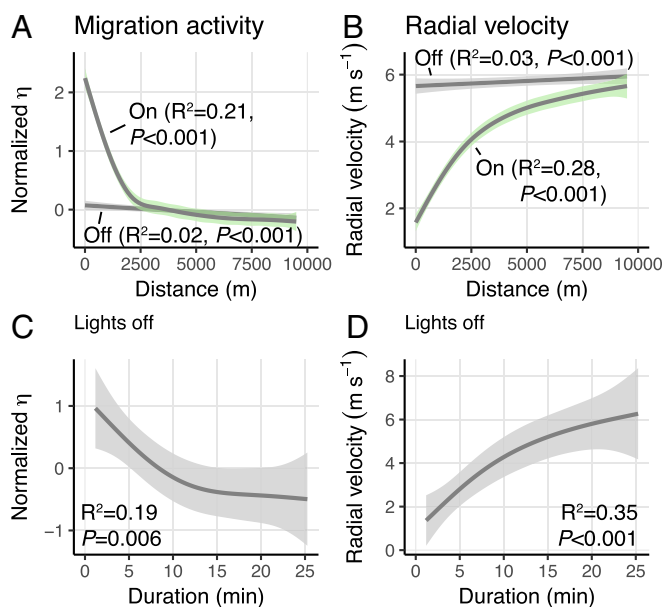 A Migration activity
Normalized η
2
1
0
On (R²=0.21,
P<0.001)
Off (R²=0.02, P<0.001)
0 2500 5000 7500 10000
Distance (m)
B Radial velocity
Radial velocity (m s⁻¹)
6
4
2
Off (R²=0.03, P<0.001)
On (R²=0.28,
P<0.001)
0 2500 5000 7500 10000
Distance (m)
C Lights off
Normalized η
1
0
−1
R²=0.19
P=0.006
0 5 10 15 20 25
Duration (min)
D Lights off
Radial velocity (m s⁻¹)
8
6
4
2
0
R²=0.35
P<0.001
0 5 10 15 20 25
Duration (min)